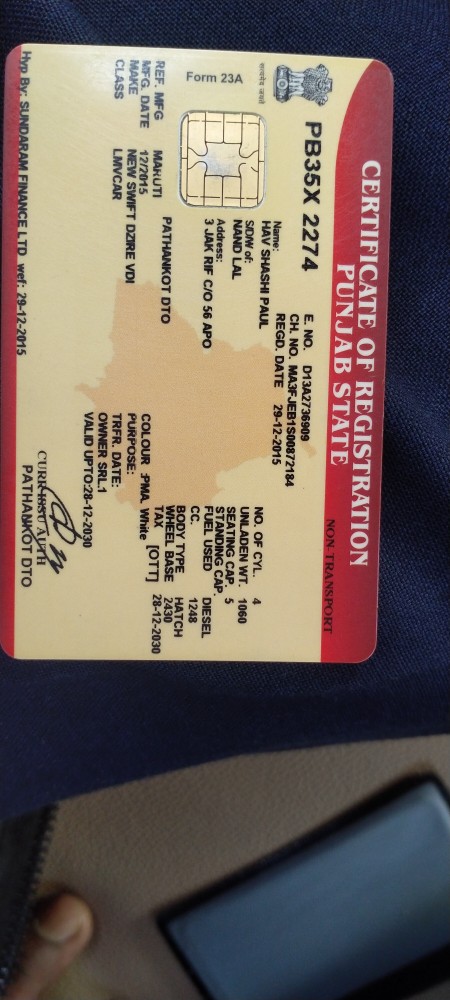 CERTIFICATE OF REGISTRATION
PUNJAB STATE
NON-TRANSPORT
सत्यमेव जयते
Form 23A
PB35X 2274
E. NO. D13A2736909
CH. NO. MA3FJEB1S00872184
REGD. DATE 29-12-2015
Name:
HAV SHASHI PAUL
S/D/W of:
NAND LAL
Address:
3 JAK RIF C/O 56 APO
PATHANKOT DTO
NO. OF CYL. 4
UNLADEN WT. 1060
SEATING CAP. 5
STANDING CAP.
FUEL USED DIESEL
CC. 1248
BODY TYPE HATCH
WHEEL BASE 2430
TAX [OTT] 28-12-2030
REF. MFG MARUTI
MFG. DATE 12/2015
MAKE NEW SWIFT DZIRE VDI
CLASS LMVCAR
COLOUR :PMA. White
PURPOSE:
TRFR. DATE:
OWNER SRL.1
VALID UPTO:28-12-2030
PATHANKOT DTO
Hyp By: SUNDARAM FINANCE LTD wef: 29-12-2015